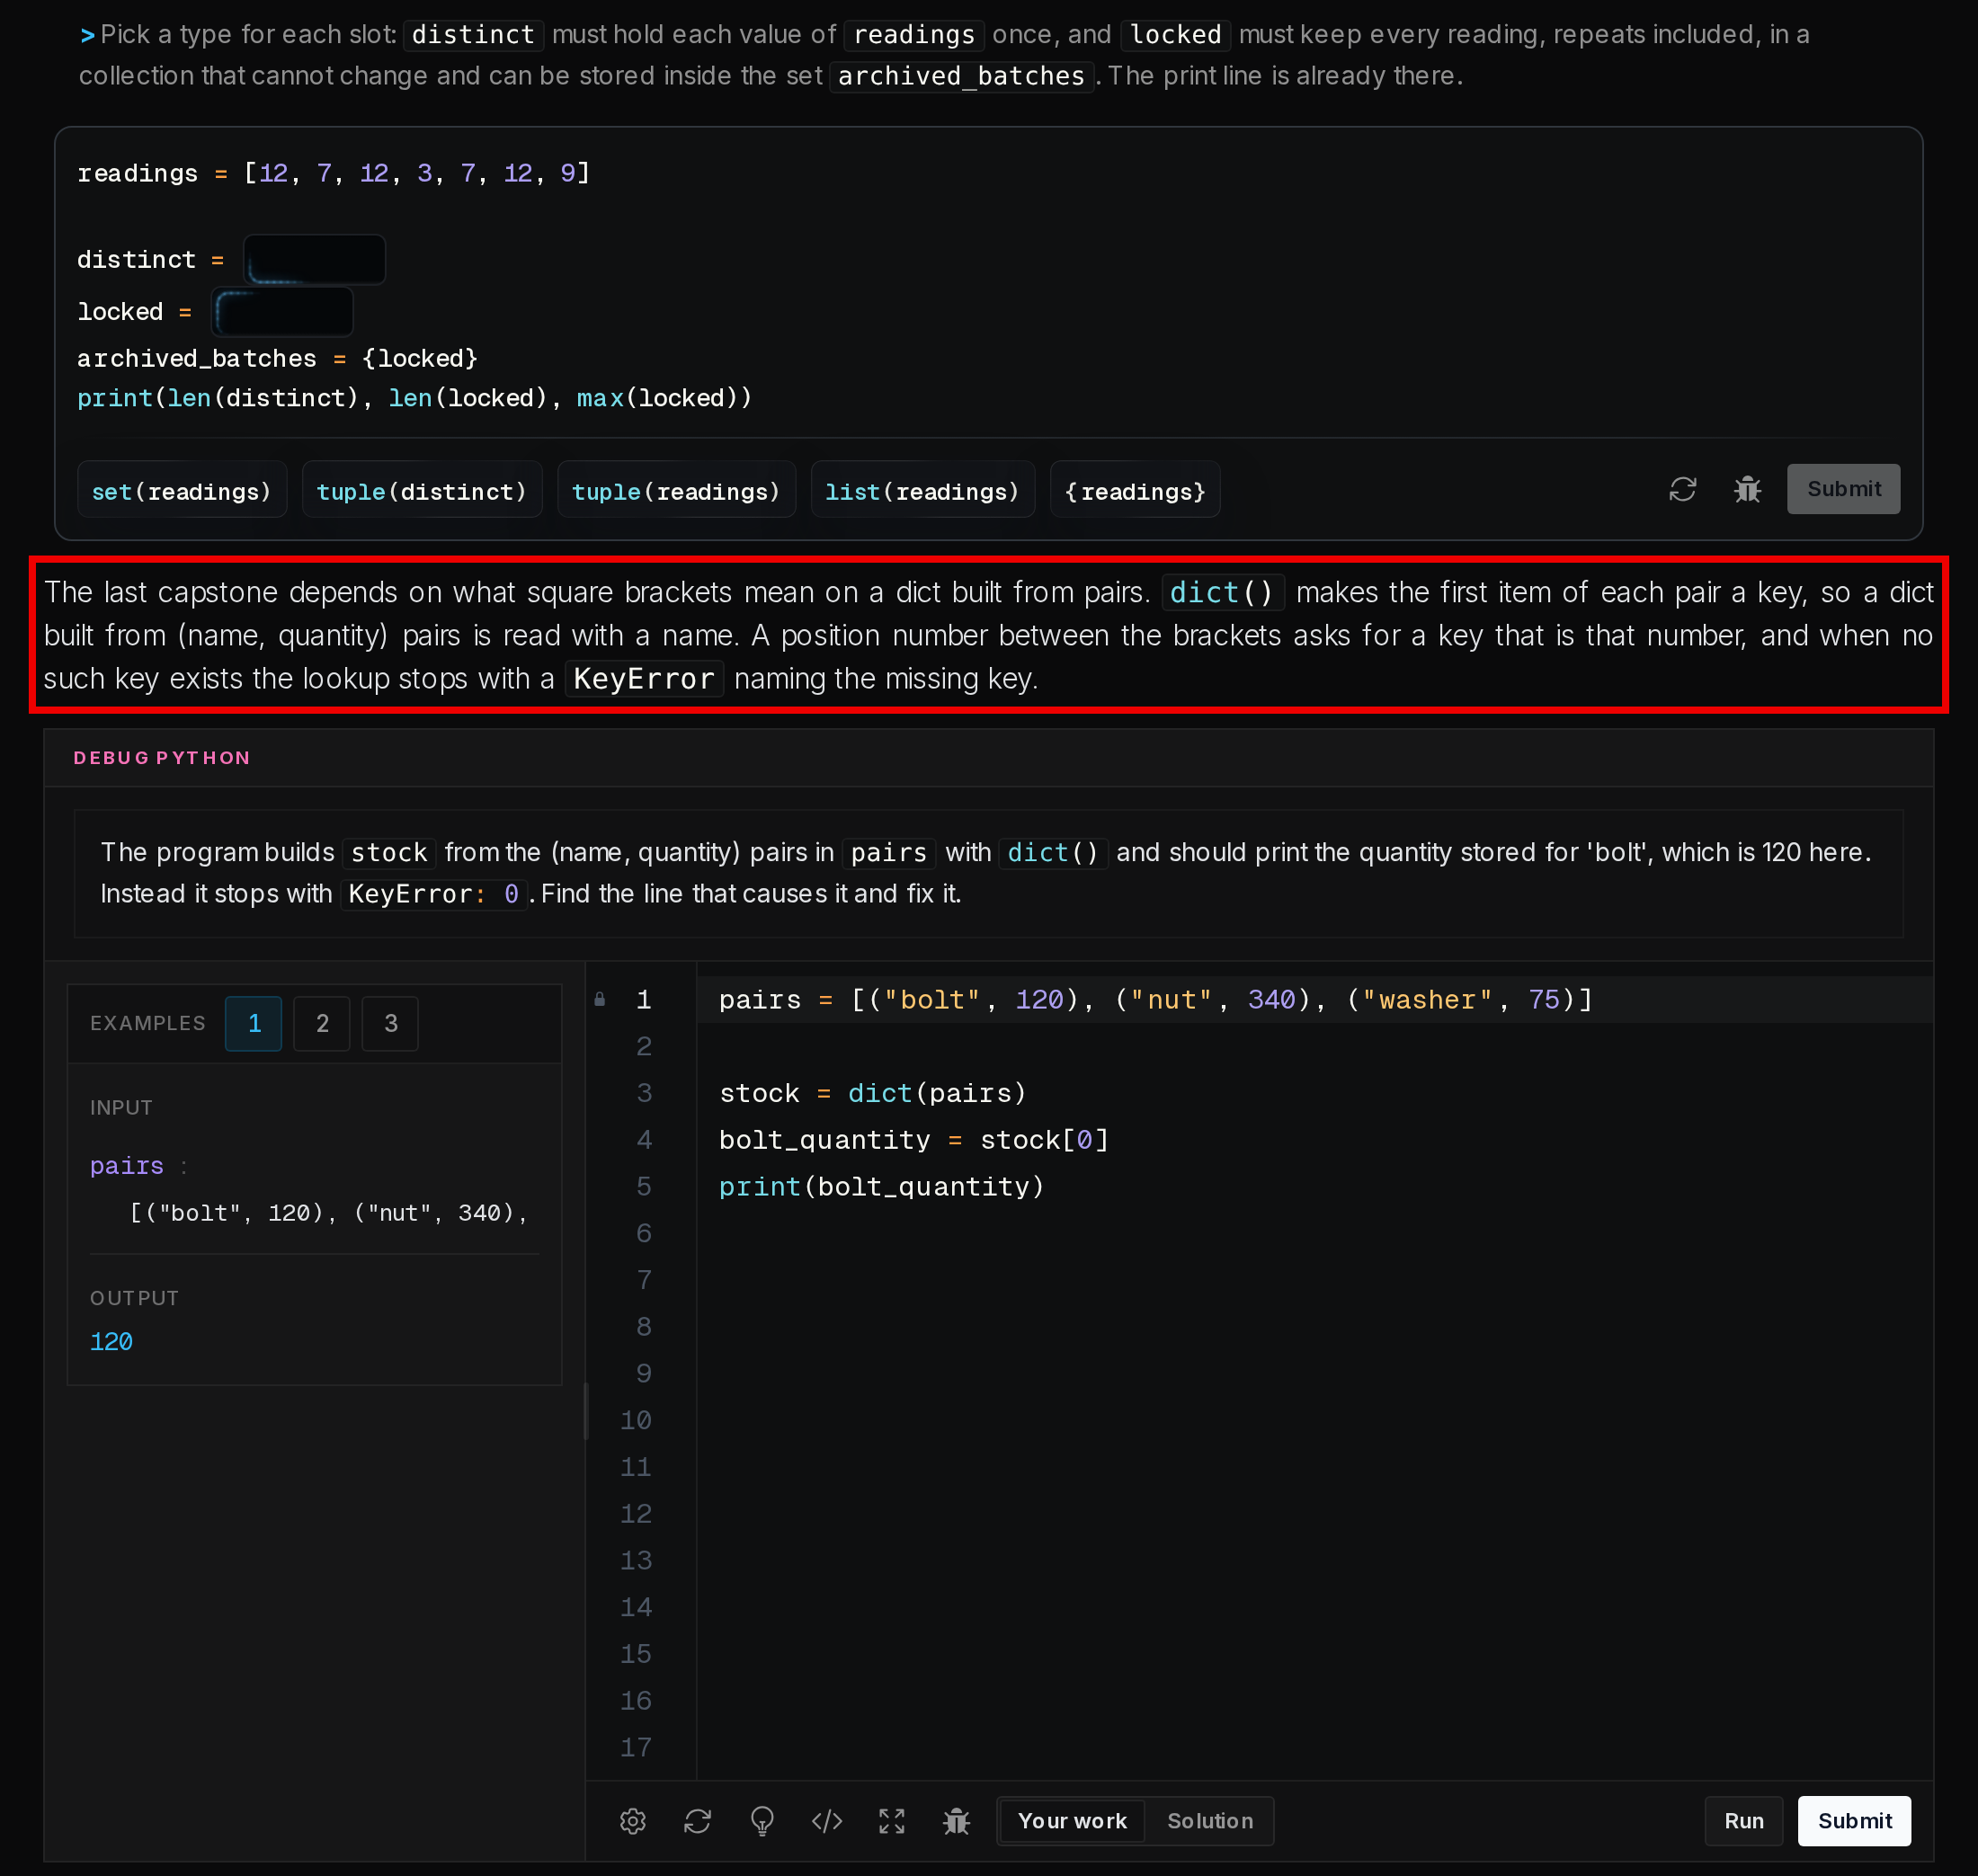 > Pick a type for each slot: distinct must hold each value of readings once, and locked must keep every reading, repeats included, in a
collection that cannot change and can be stored inside the set archived_batches. The print line is already there.
readings = [12, 7, 12, 3, 7, 12, 9]
distinct =
locked =
archived_batches = {locked}
print(len(distinct), len(locked), max(locked))
set(readings) tuple(distinct) tuple(readings) list(readings) {readings} Submit
The last capstone depends on what square brackets mean on a dict built from pairs. dict() makes the first item of each pair a key, so a dict
built from (name, quantity) pairs is read with a name. A position number between the brackets asks for a key that is that number, and when no
such key exists the lookup stops with a KeyError naming the missing key.
DEBUG PYTHON
The program builds stock from the (name, quantity) pairs in pairs with dict() and should print the quantity stored for 'bolt', which is 120 here.
Instead it stops with KeyError: 0. Find the line that causes it and fix it.
EXAMPLES 1 2 3
INPUT
pairs :
[("bolt", 120), ("nut", 340),
OUTPUT
120
1 pairs = [("bolt", 120), ("nut", 340), ("washer", 75)]
2
3 stock = dict(pairs)
4 bolt_quantity = stock[0]
5 print(bolt_quantity)
6
7
8
9
10
11
12
13
14
15
16
17
Your work Solution Run Submit